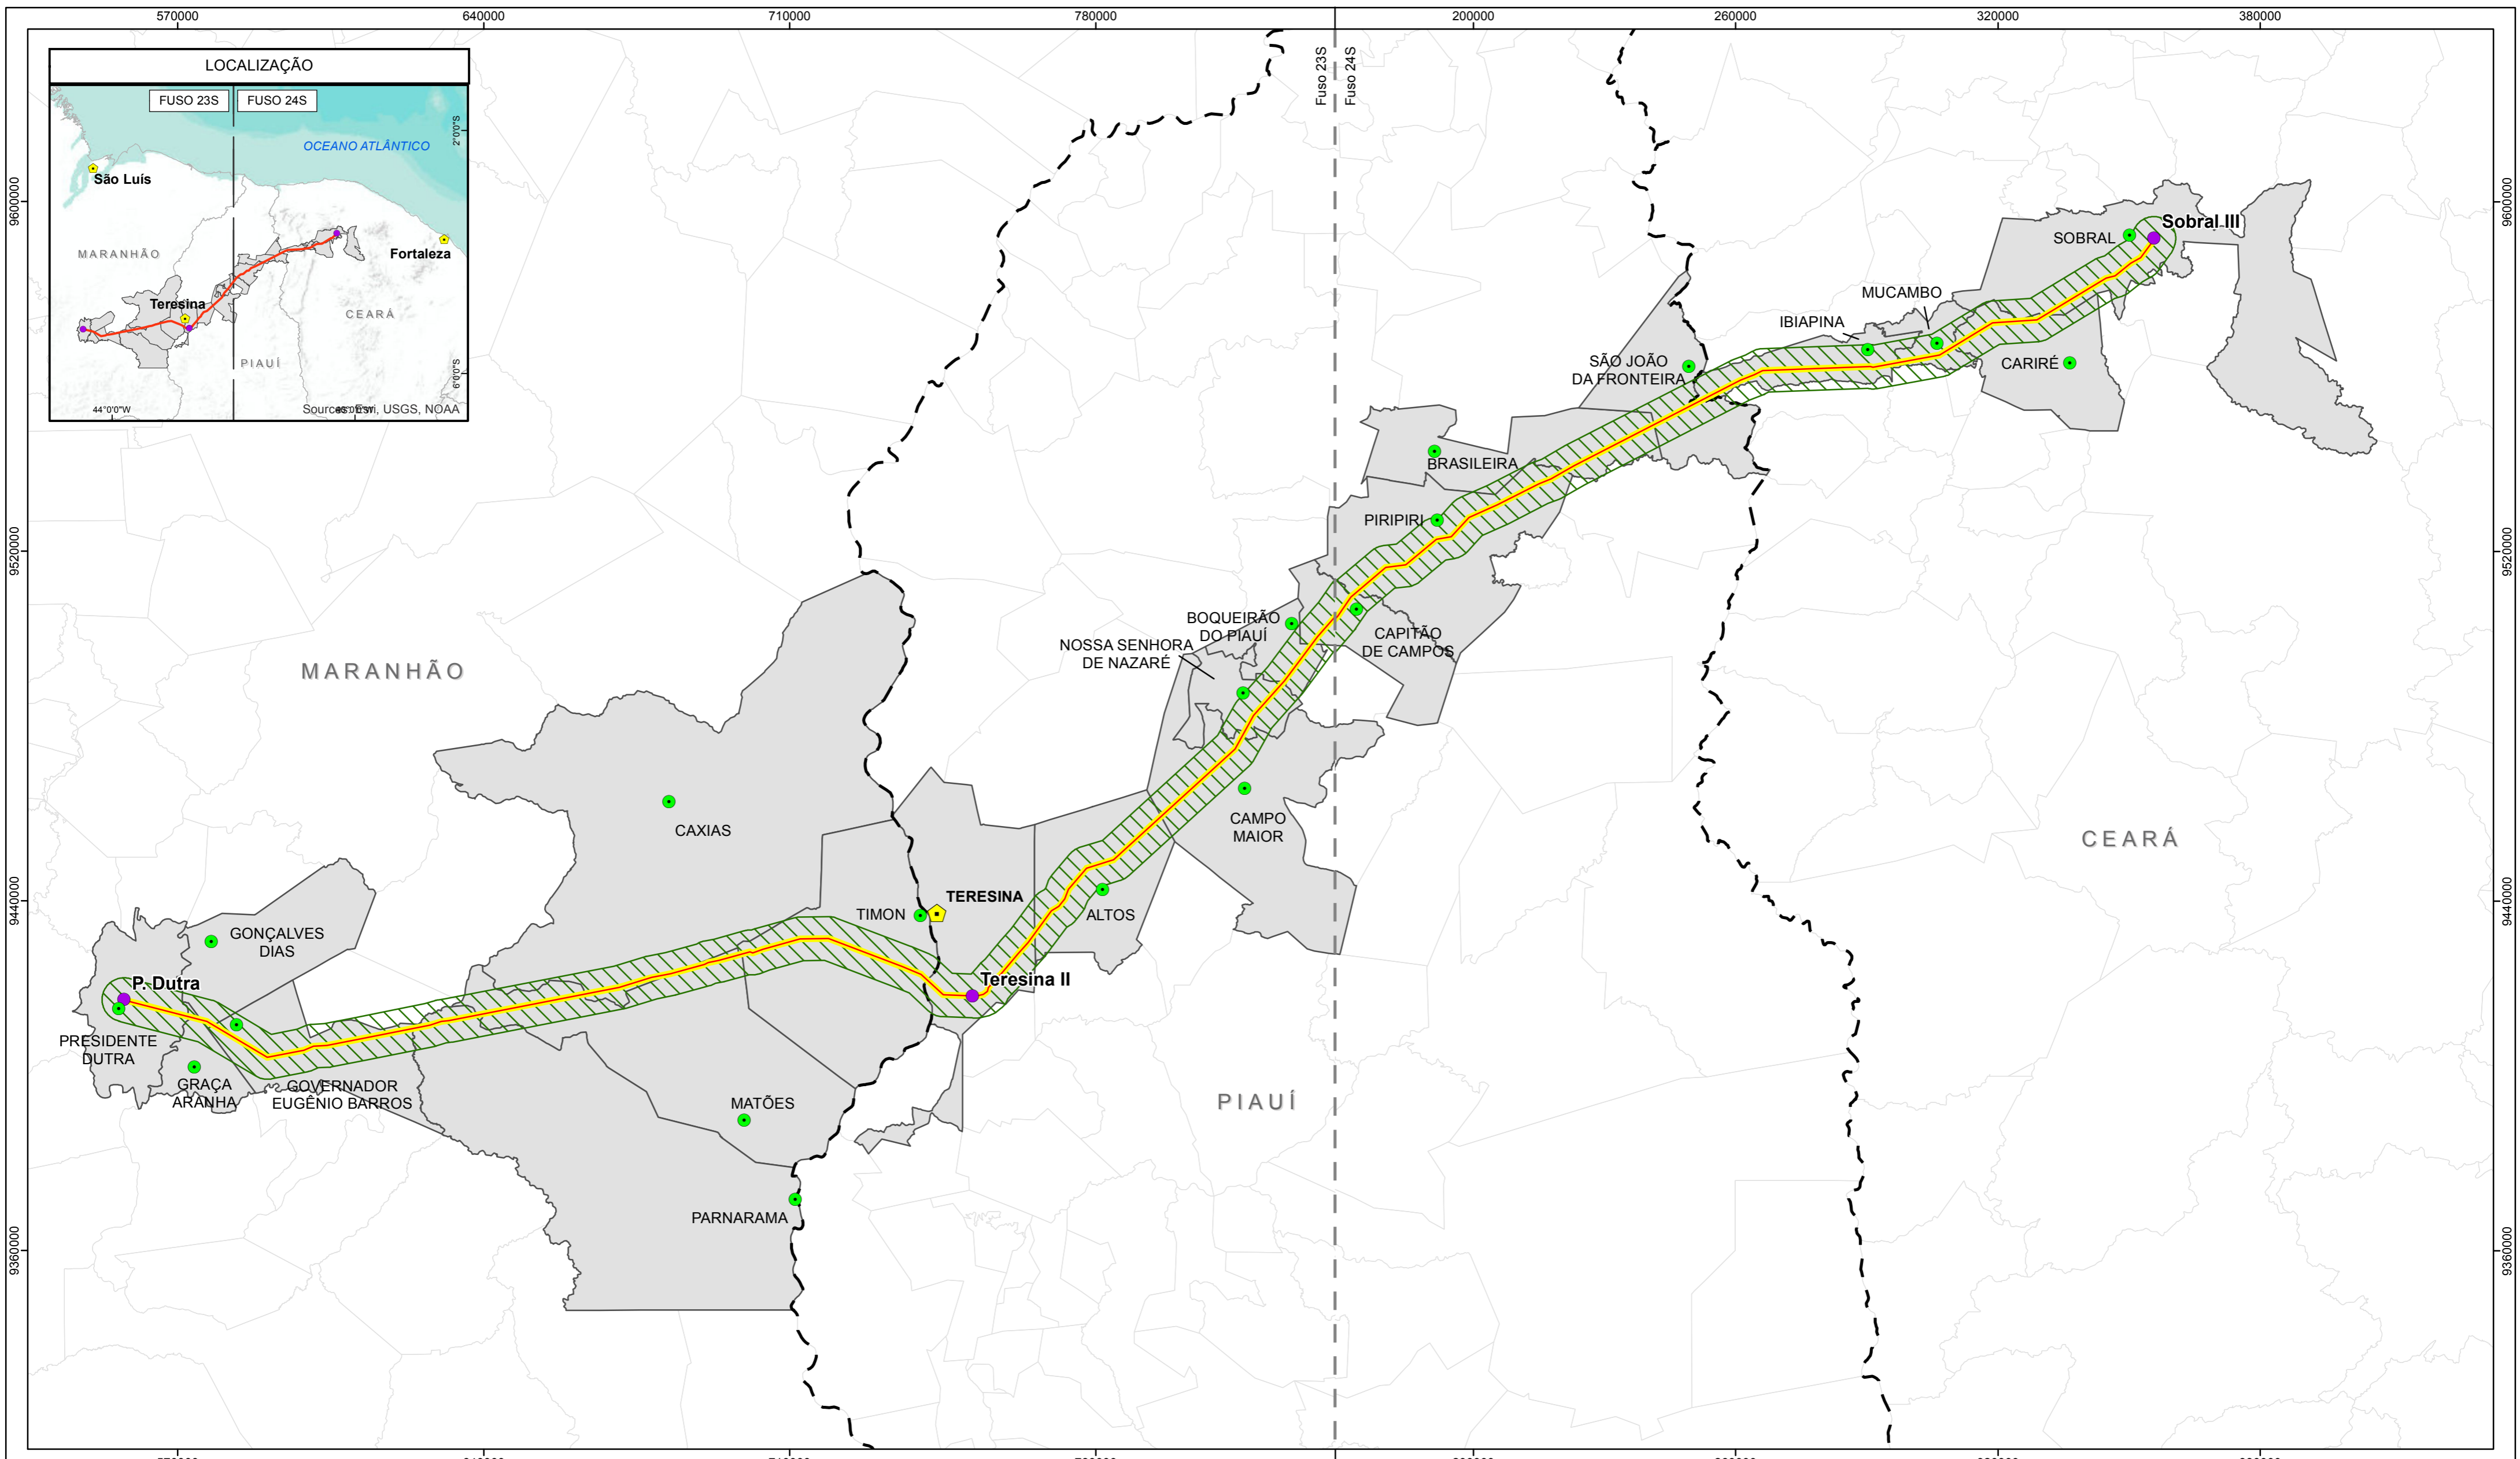 570000
640000
710000
780000
200000
260000
320000
380000
LOCALIZAÇÃO
FUSO 23S
FUSO 24S
OCEANO ATLÂNTICO
2°0'0"S
São Luís
MARANHÃO
Fortaleza
Teresina
CEARÁ
PIAUÍ
6°0'0"S
44°0'0"W
Sources: Esri, USGS, NOAA
Fuso 23S
Fuso 24S
9600000
9600000
Sobral III
SOBRAL
MUCAMBO
IBIAPINA
SÃO JOÃO
DA FRONTEIRA
CARIRÉ
BRASILEIRA
PIRIPIRI
9520000
9520000
BOQUEIRÃO
DO PIAUÍ
CAPITÃO
DE CAMPOS
NOSSA SENHORA
DE NAZARÉ
MARANHÃO
CAXIAS
CAMPO
MAIOR
CEARÁ
9440000
9440000
TERESINA
TIMON
ALTOS
GONÇALVES
DIAS
P. Dutra
Teresina II
PRESIDENTE
DUTRA
GRAÇA
ARANHA
GOVERNADOR
EUGÊNIO BARROS
MATÕES
PIAUÍ
PARNARAMA
9360000
9360000